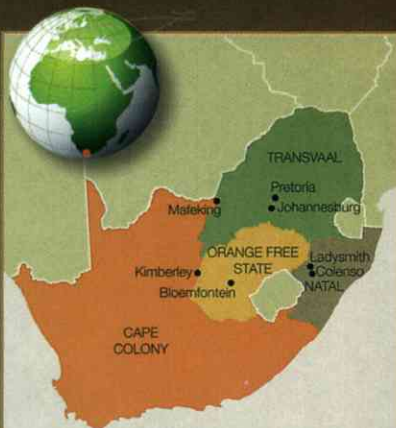 TRANSVAAL
Pretoria
Mafeking
Johannesburg
ORANGE FREE
STATE
Ladysmith
Kimberley
Colenso
Bloemfontein
NATAL
CAPE
COLONY